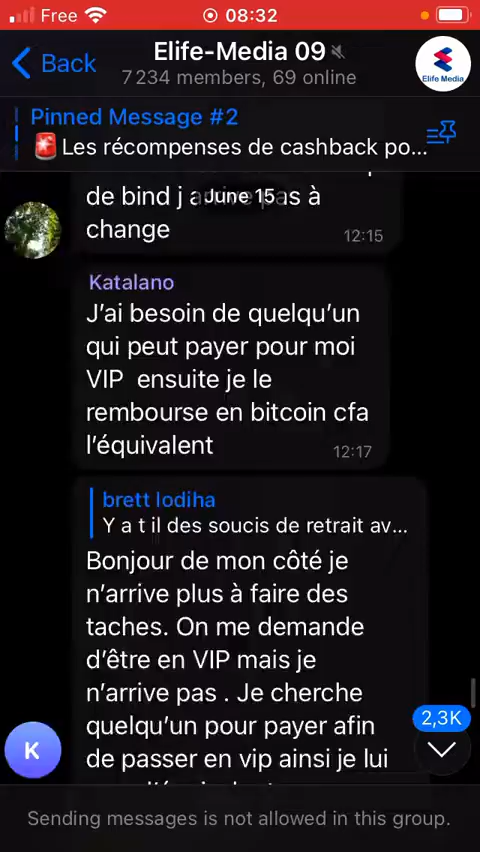 Free 08:32
Back
Elife-Media 09
7 234 members, 69 online
Elife Media
Pinned Message #2
🚨Les récompenses de cashback po...
June 15
de bind j a pas à
change
12:15
Katalano
J'ai besoin de quelqu'un
qui peut payer pour moi
VIP ensuite je le
rembourse en bitcoin cfa
l'équivalent
12:17
brett lodiha
Y a t il des soucis de retrait av...
Bonjour de mon côté je
n'arrive plus à faire des
taches. On me demande
d'être en VIP mais je
n'arrive pas . Je cherche
quelqu'un pour payer afin
de passer en vip ainsi je lui
2,3K
K
Sending messages is not allowed in this group.